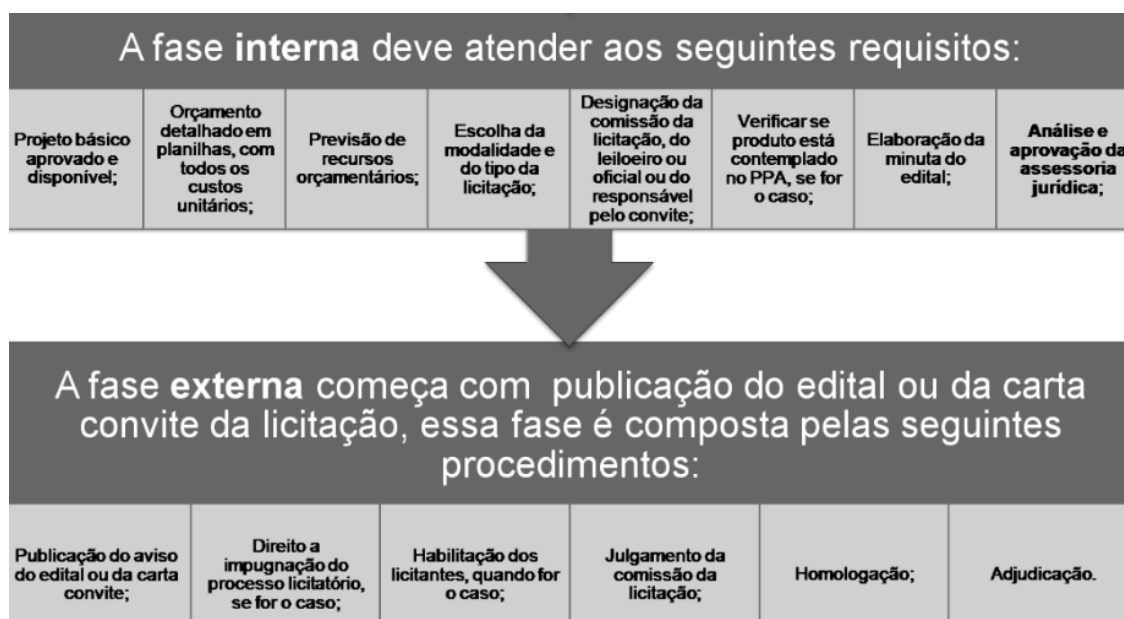 A fase interna deve atender aos seguintes requisitos:
Projeto básico
aprovado e
disponível;
Orçamento
detalhado em
planilhas, com
todos os
custos
unitários;
Previsão de
recursos
orçamentários;
Escolha da
modalidade e
do tipo da
licitação;
Designação da
comissão da
licitação, do
leiloeiro ou
oficial ou do
responsável
pelo convite;
Verificar se
produto está
contemplado
no PPA, se for
o caso;
Elaboração da
minuta do
edital;
Análise e
aprovação da
assessoria
jurídica;
A fase externa começa com publicação do edital ou da carta
convite da licitação, essa fase é composta pelas seguintes
procedimentos:
Publicação do aviso
do edital ou da carta
convite;
Direito a
impugnação do
processo licitatório,
se for o caso;
Habilitação dos
licitantes, quando for
o caso;
Julgamento da
comissão da
licitação;
Homologação;
Adjudicação.